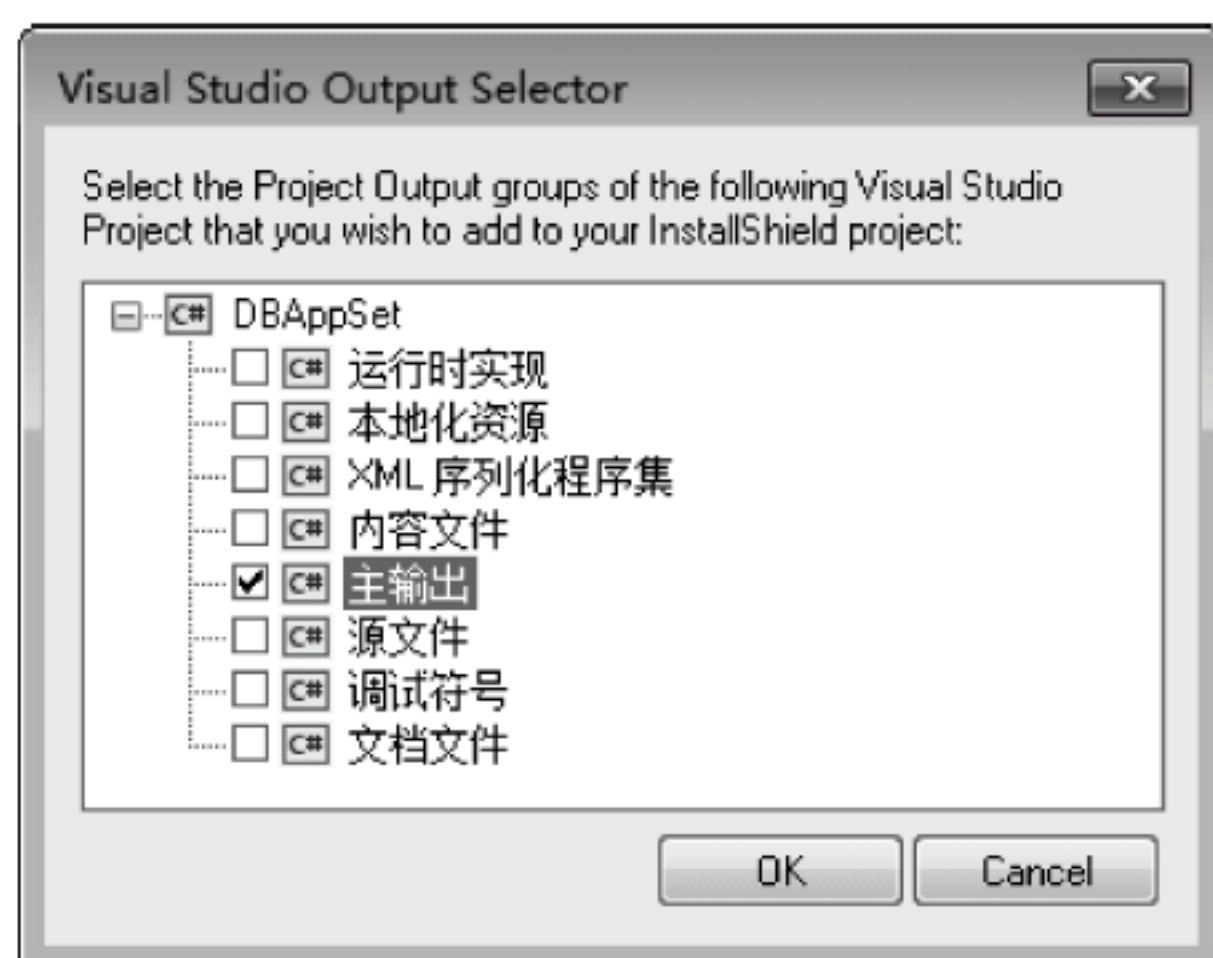 Visual Studio Output Selector
Select the Project Output groups of the following Visual Studio
Project that you wish to add to your InstallShield project:
C# DBAppSet
C# 运行时实现
C# 本地化资源
C# XML 序列化程序集
C# 内容文件
C# 主输出
C# 源文件
C# 调试符号
C# 文档文件
OK Cancel